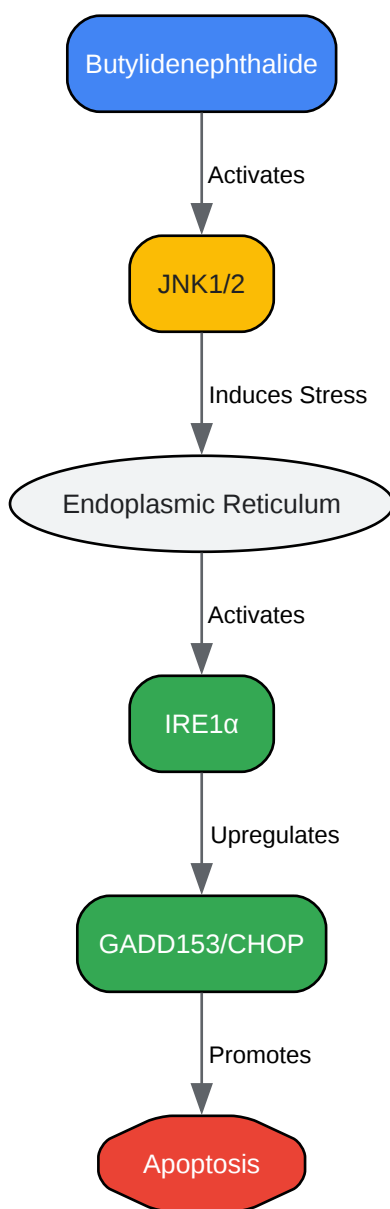 Butylidenephthalide
Activates
JNK1/2
Induces Stress
Endoplasmic Reticulum
Activates
IRE1α
Upregulates
GADD153/CHOP
Promotes
Apoptosis